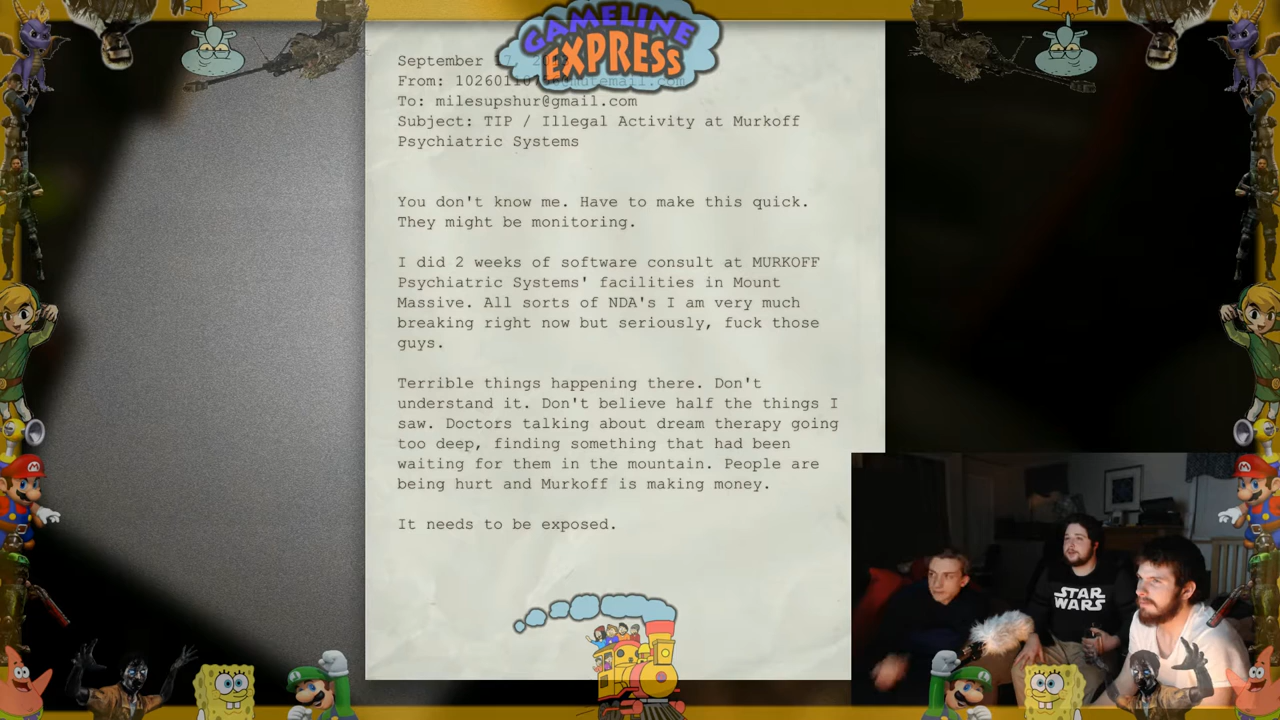 GAMELINE
EXPRESS
September
From:
To: milesupshur@gmail.com
Subject: TIP / Illegal Activity at Murkoff
Psychiatric Systems
You don't know me. Have to make this quick.
They might be monitoring.
I did 2 weeks of software consult at MURKOFF
Psychiatric Systems' facilities in Mount
Massive. All sorts of NDA's I am very much
breaking right now but seriously, fuck those
guys.
Terrible things happening there. Don't
understand it. Don't believe half the things I
saw. Doctors talking about dream therapy going
too deep, finding something that had been
waiting for them in the mountain. People are
being hurt and Murkoff is making money.
It needs to be exposed.
STAR
WARS